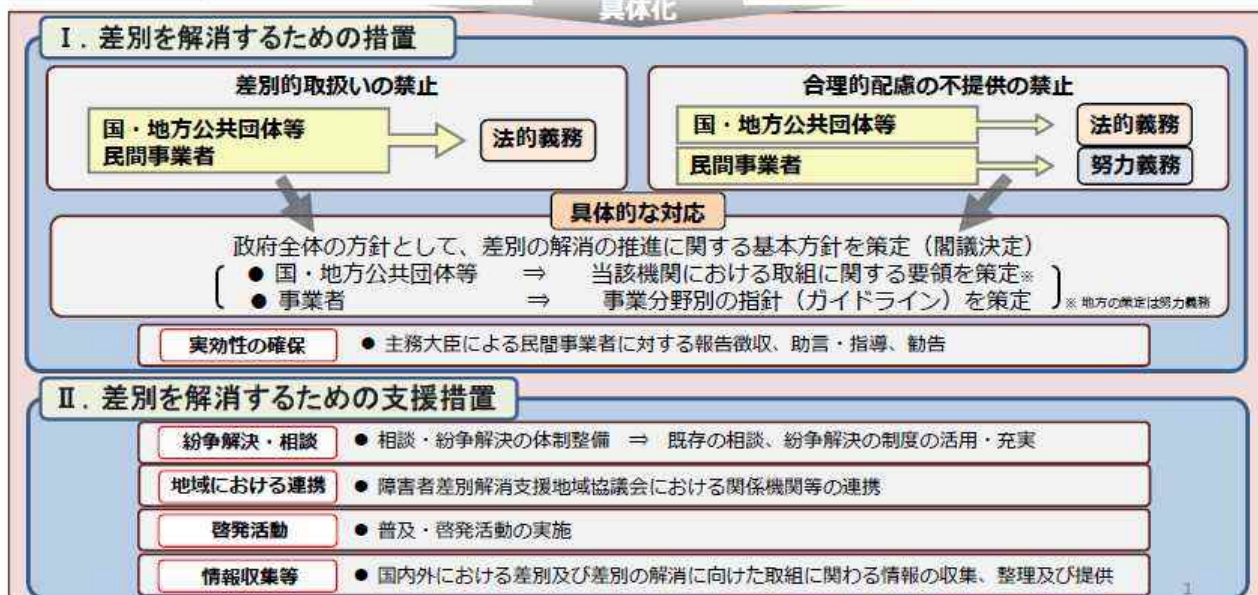 具体化
Ⅰ. 差別を解消するための措置
差別的取扱いの禁止
国・地方公共団体等
民間事業者
法的義務
合理的配慮の不提供の禁止
国・地方公共団体等
法的義務
民間事業者
努力義務
具体的な対応
政府全体の方針として、差別の解消の推進に関する基本方針を策定（閣議決定）
● 国・地方公共団体等 ⇒ 当該機関における取組に関する要領を策定※
● 事業者 ⇒ 事業分野別の指針（ガイドライン）を策定
※ 地方の策定は努力義務
実効性の確保 ● 主務大臣による民間事業者に対する報告徴収、助言・指導、勧告
Ⅱ. 差別を解消するための支援措置
紛争解決・相談 ● 相談・紛争解決の体制整備 ⇒ 既存の相談、紛争解決の制度の活用・充実
地域における連携 ● 障害者差別解消支援地域協議会における関係機関等の連携
啓発活動 ● 普及・啓発活動の実施
情報収集等 ● 国内外における差別及び差別の解消に向けた取組に関わる情報の収集、整理及び提供
1